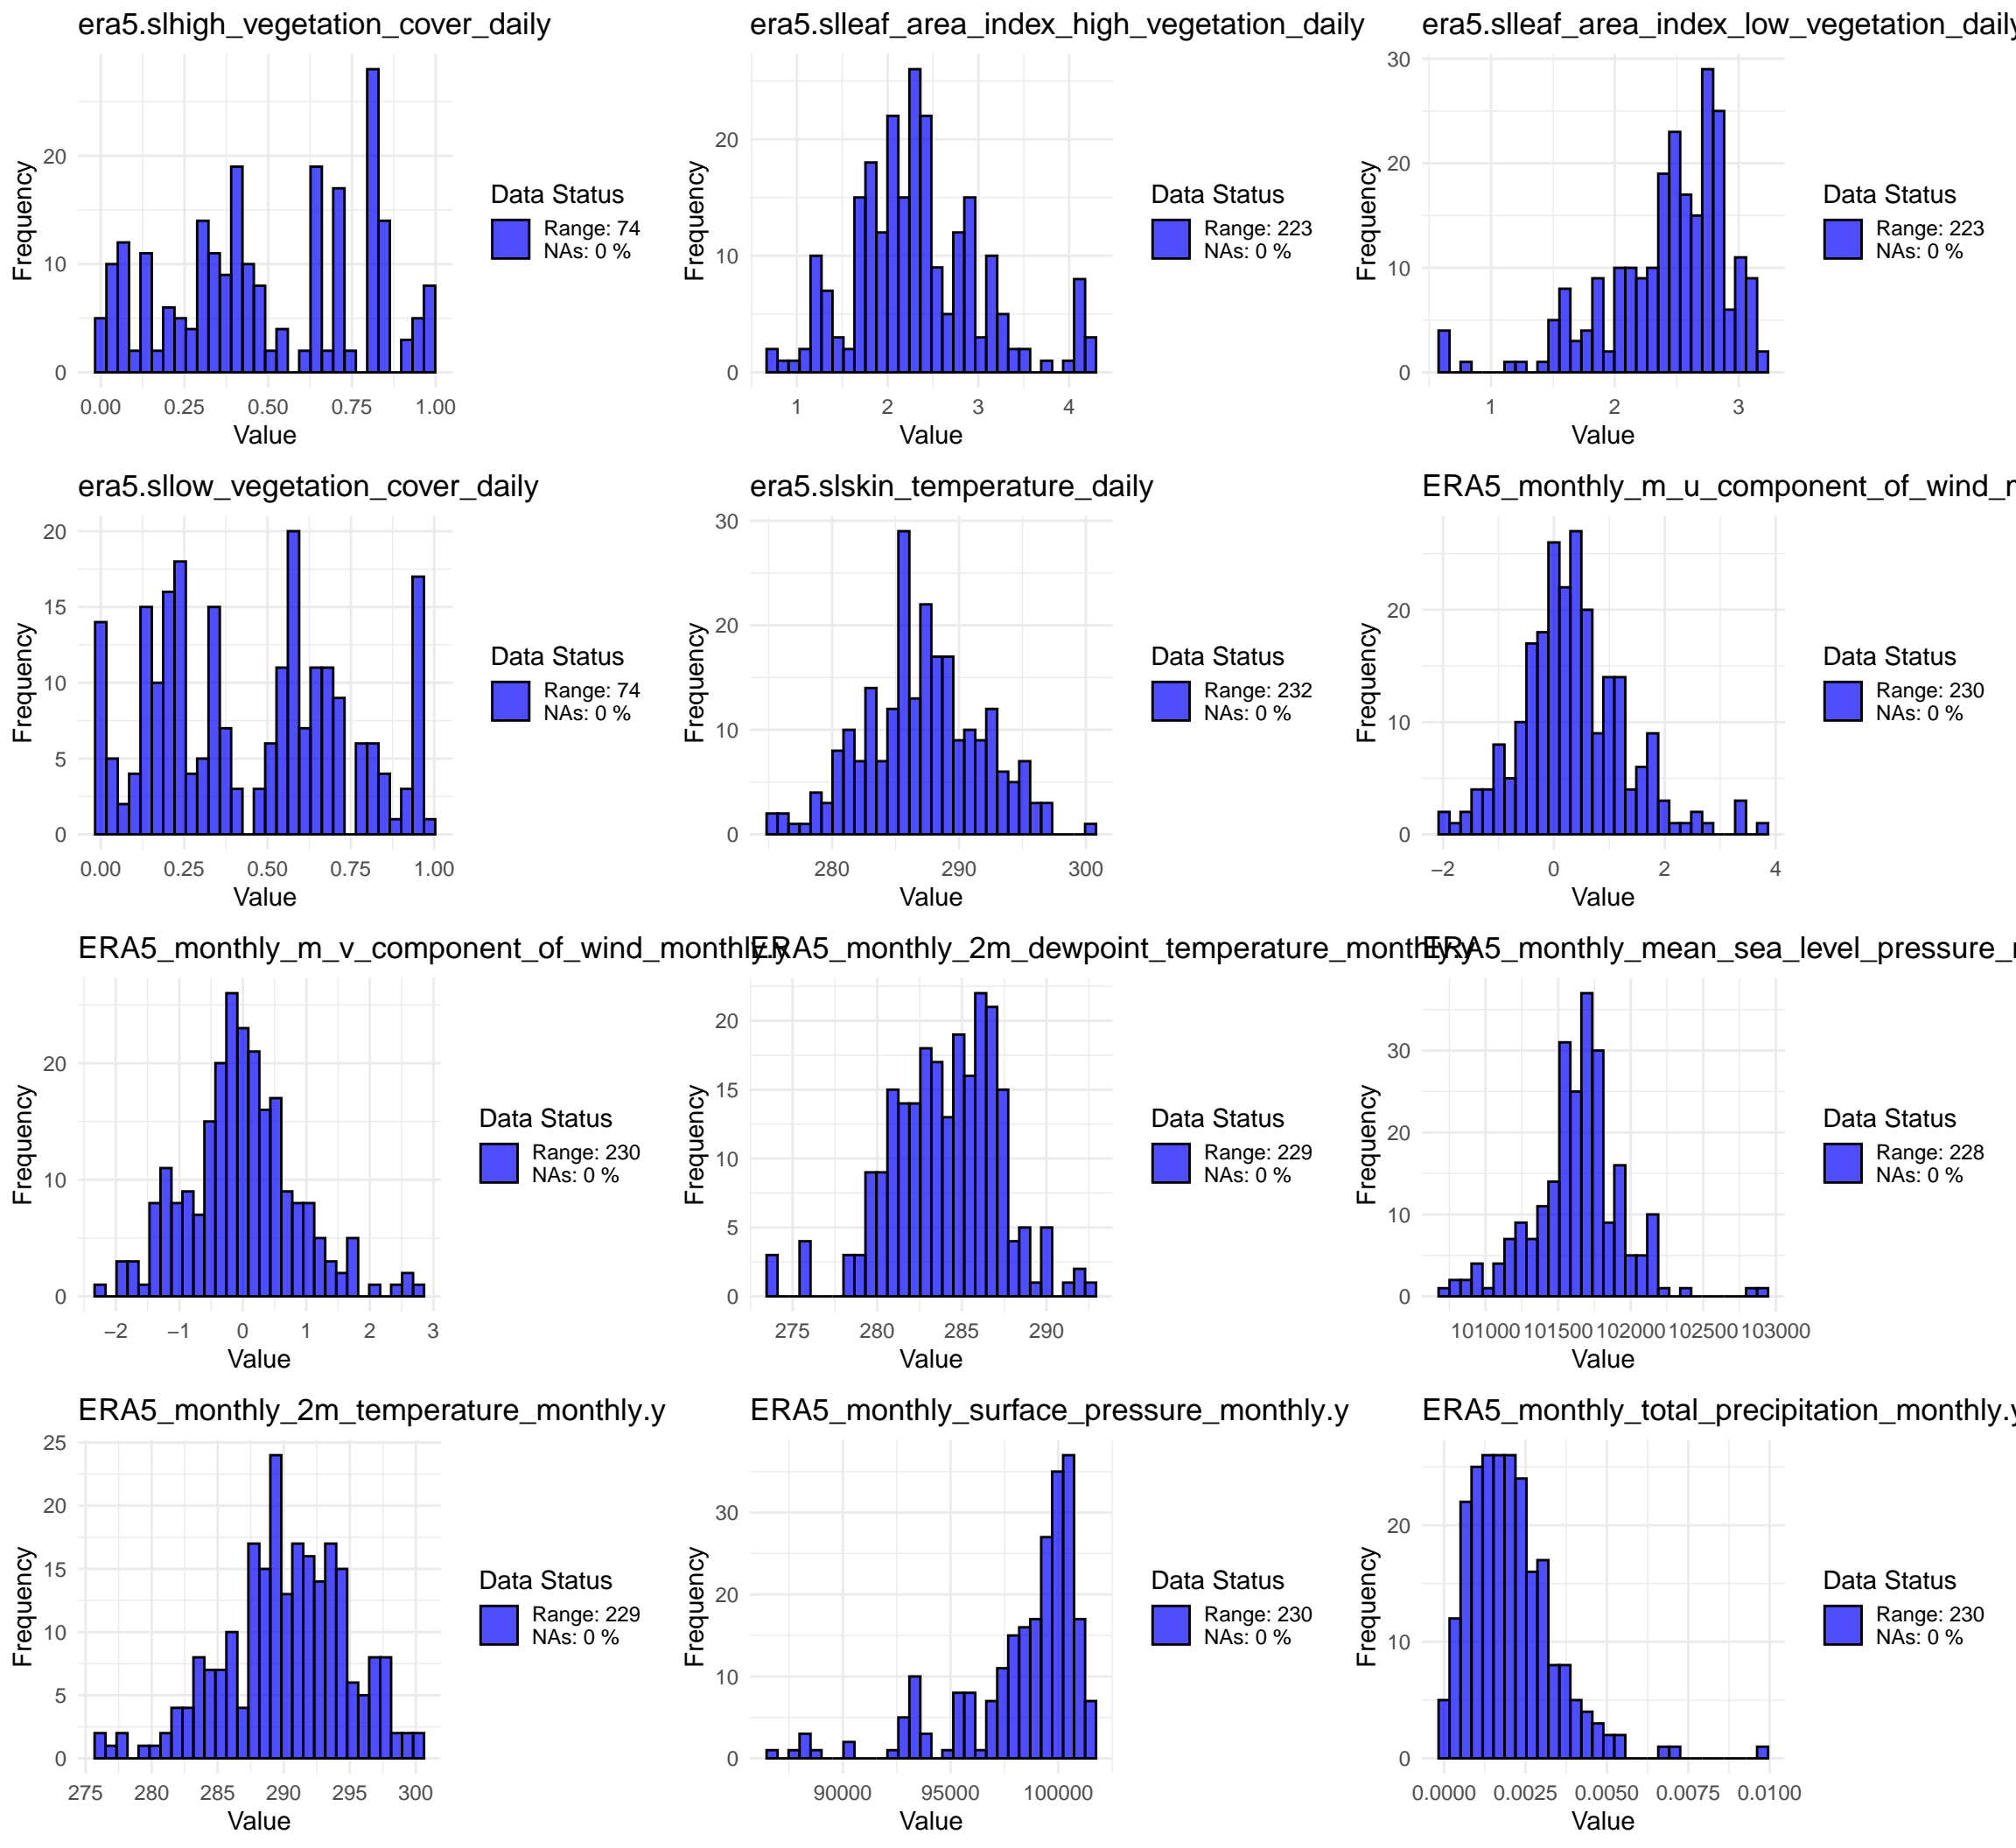 era5.slhigh_vegetation_cover_daily
Frequency
20
10
0
0.00 0.25 0.50 0.75 1.00
Value
Data Status
Range: 74
NAs: 0 %
era5.slleaf_area_index_high_vegetation_daily
Frequency
20
10
0
1 2 3 4
Value
Data Status
Range: 223
NAs: 0 %
era5.slleaf_area_index_low_vegetation_daily
Frequency
30
20
10
0
1 2 3
Value
Data Status
Range: 223
NAs: 0 %
era5.sllow_vegetation_cover_daily
Frequency
20
15
10
5
0
0.00 0.25 0.50 0.75 1.00
Value
Data Status
Range: 74
NAs: 0 %
era5.slskin_temperature_daily
Frequency
30
20
10
0
280 290 300
Value
Data Status
Range: 232
NAs: 0 %
ERA5_monthly_m_u_component_of_wind_
Frequency
20
10
0
−2 0 2 4
Value
Data Status
Range: 230
NAs: 0 %
ERA5_monthly_m_v_component_of_wind_monthly.y
Frequency
20
10
0
−2 −1 0 1 2 3
Value
Data Status
Range: 230
NAs: 0 %
ERA5_monthly_2m_dewpoint_temperature_monthly.y
Frequency
20
15
10
5
0
275 280 285 290
Value
Data Status
Range: 229
NAs: 0 %
ERA5_monthly_mean_sea_level_pressure_
Frequency
30
20
10
0
101000 101500 102000 102500 103000
Value
Data Status
Range: 228
NAs: 0 %
ERA5_monthly_2m_temperature_monthly.y
Frequency
25
20
15
10
5
0
275 280 285 290 295 300
Value
Data Status
Range: 229
NAs: 0 %
ERA5_monthly_surface_pressure_monthly.y
Frequency
30
20
10
0
90000 95000 100000
Value
Data Status
Range: 230
NAs: 0 %
ERA5_monthly_total_precipitation_monthly.y
Frequency
20
10
0
0.0000 0.0025 0.0050 0.0075 0.0100
Value
Data Status
Range: 230
NAs: 0 %